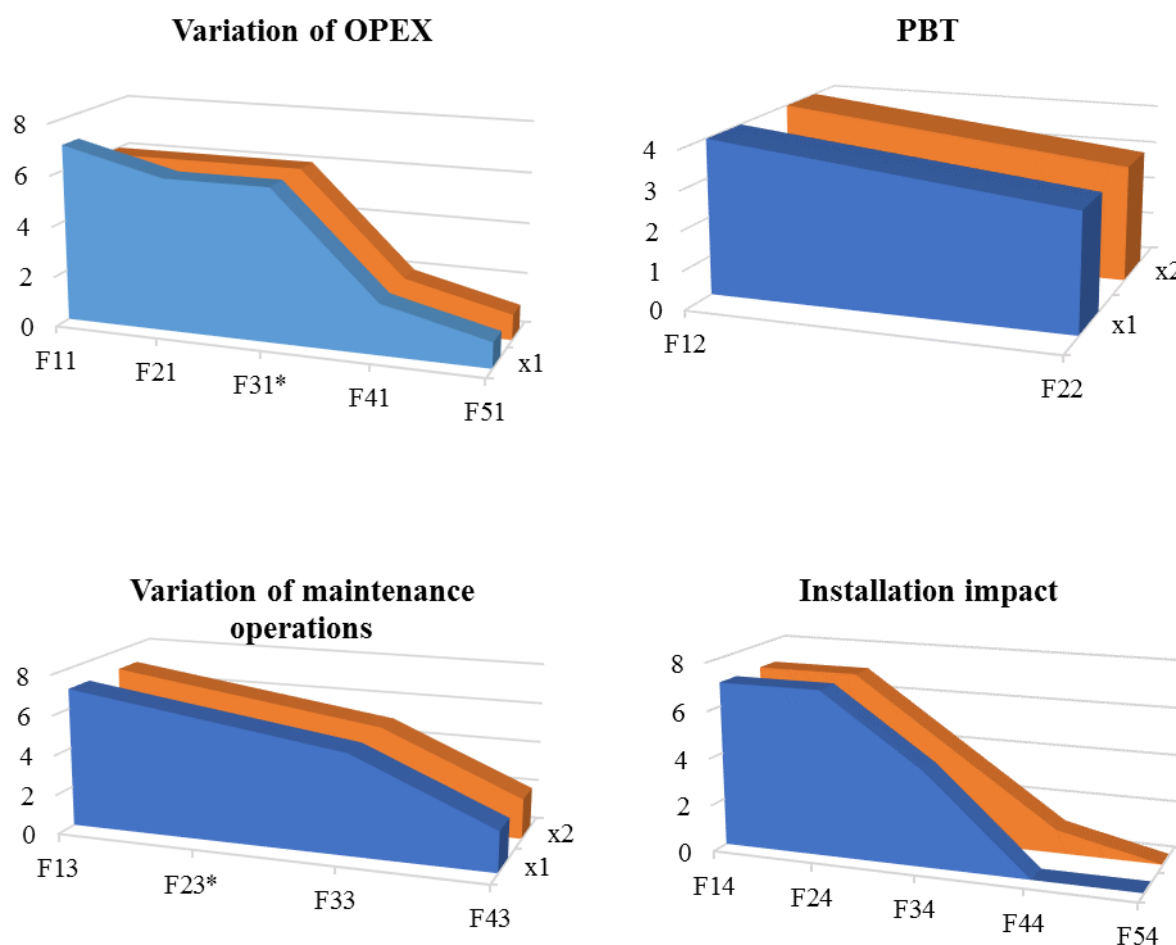 Variation of OPEX
8
6
4
2
0
F11
F21
F31*
F41
F51
x1
PBT
4
3
2
1
0
F12
F22
x1
x2
Variation of maintenance
operations
8
6
4
2
0
F13
F23*
F33
F43
x1
x2
Installation impact
8
6
4
2
0
F14
F24
F34
F44
F54